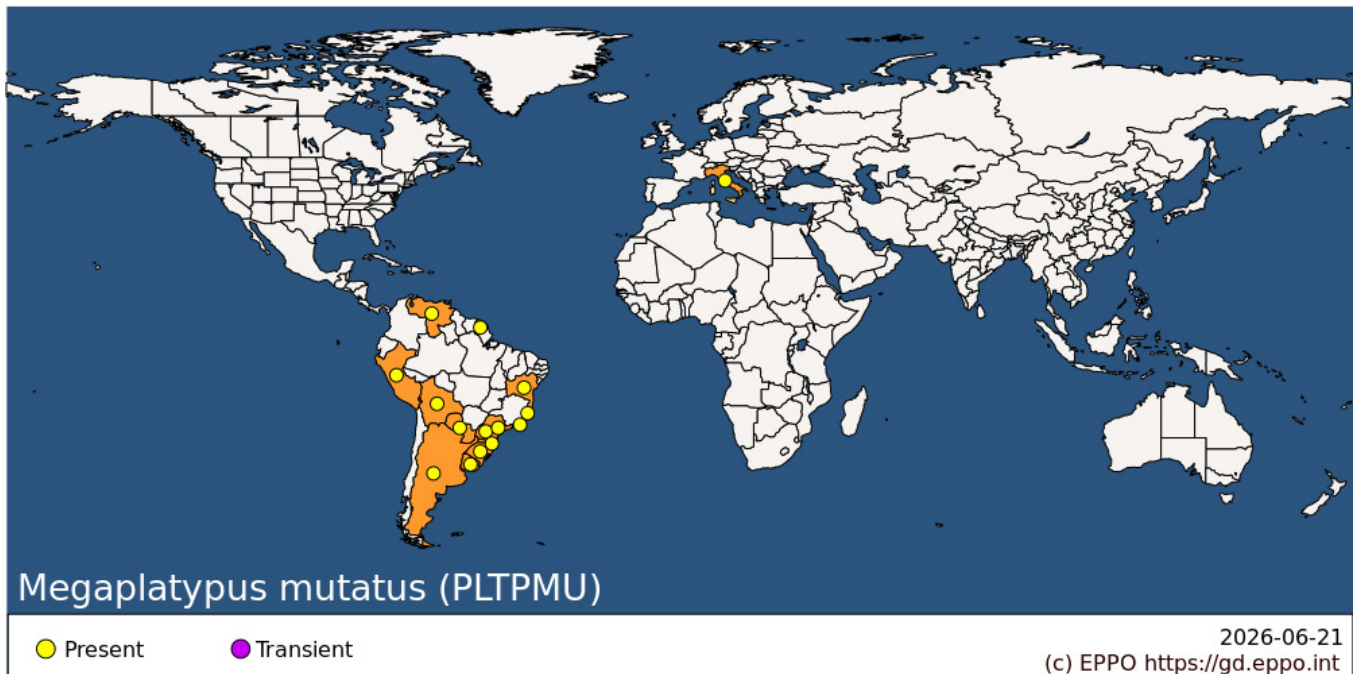 Megaplatypus mutatus (PLTPMU)
Present
Transient
2026-06-21
(c) EPPO https://gd.eppo.int